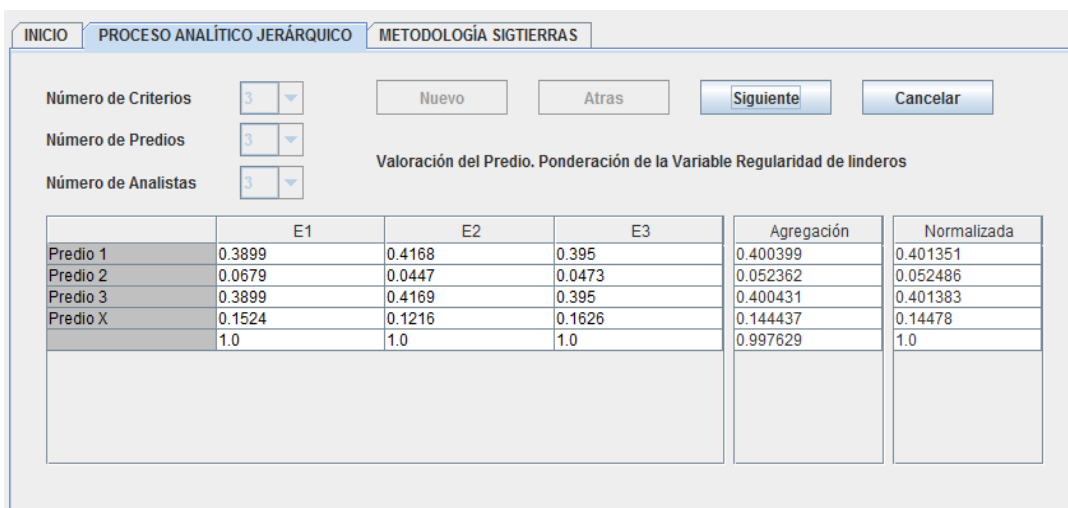 INICIO PROCESO ANALÍTICO JERÁRQUICO METODOLOGÍA SIGTIERRAS
Número de Criterios 3 Nuevo Atras Siguiente Cancelar
Número de Predios 3
Valoración del Predio. Ponderación de la Variable Regularidad de linderos
Número de Analistas 3
E1 E2 E3 Agregación Normalizada
Predio 1 0.3899 0.4168 0.395 0.400399 0.401351
Predio 2 0.0679 0.0447 0.0473 0.052362 0.052486
Predio 3 0.3899 0.4169 0.395 0.400431 0.401383
Predio X 0.1524 0.1216 0.1626 0.144437 0.14478
1.0 1.0 1.0 0.997629 1.0